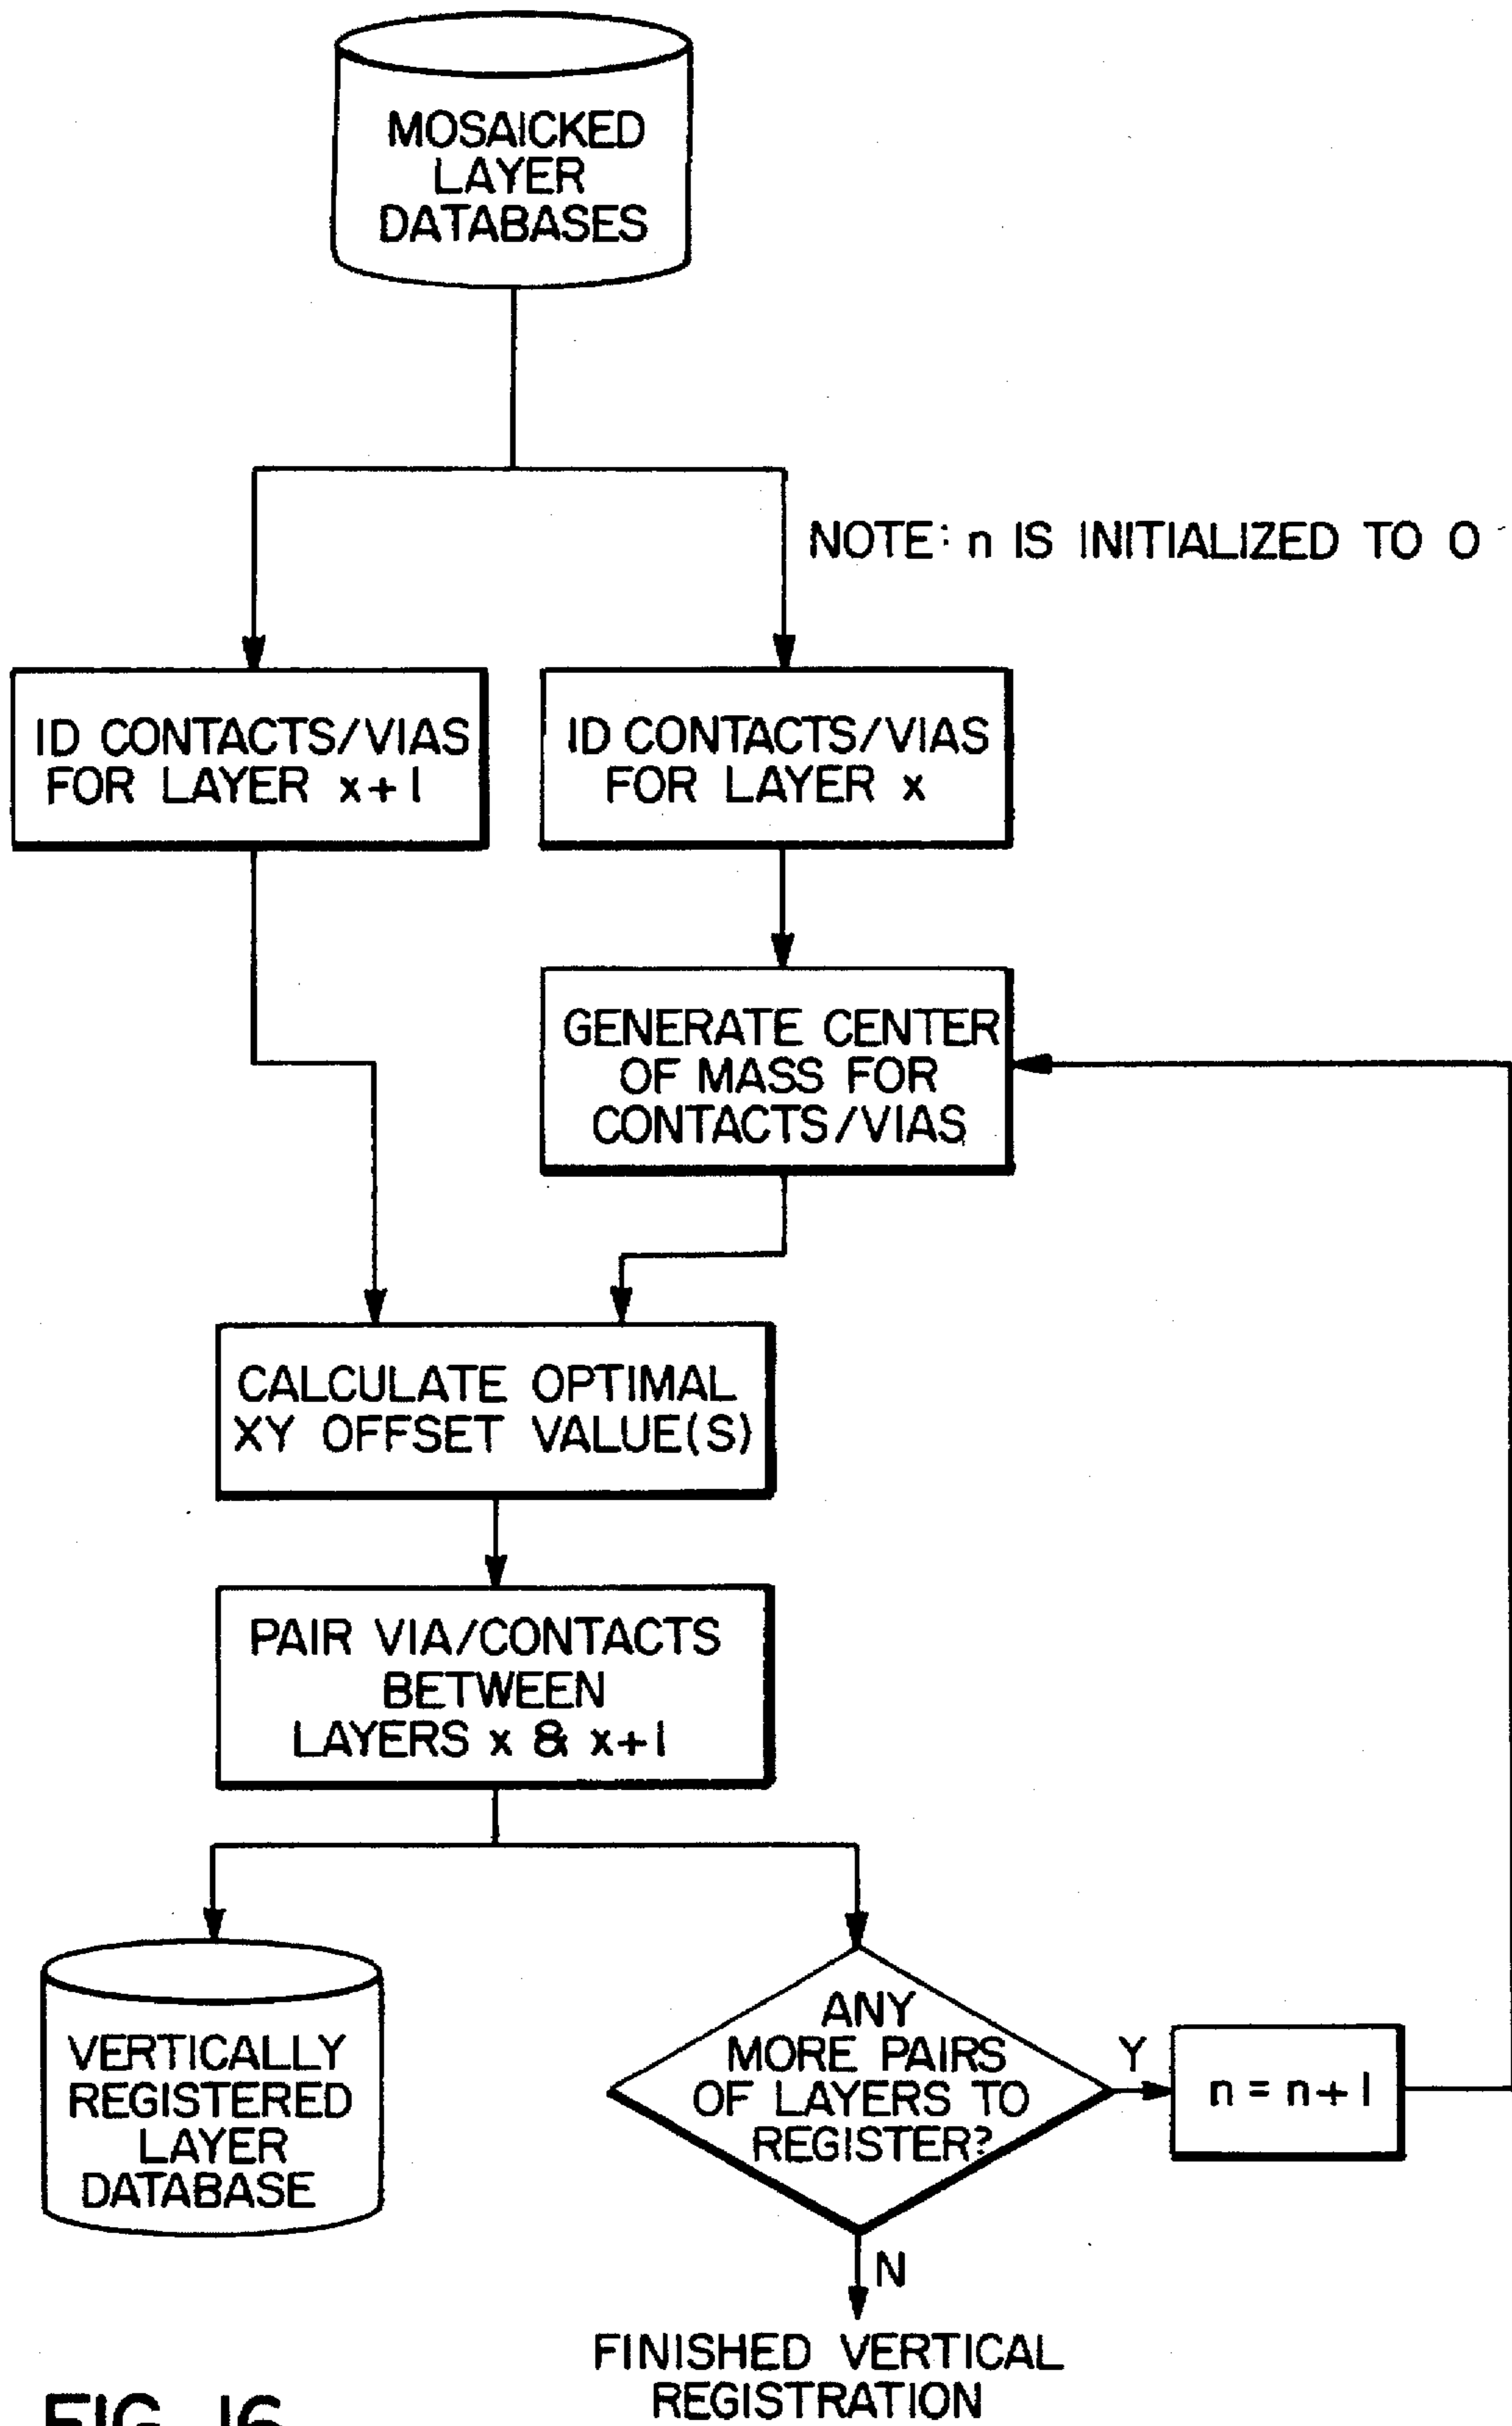 MOSAICKED
LAYER
DATABASES
NOTE: n IS INITIALIZED TO 0
ID CONTACTS/VIAS
FOR LAYER x+1
ID CONTACTS/VIAS
FOR LAYER x
GENERATE CENTER
OF MASS FOR
CONTACTS/VIAS
CALCULATE OPTIMAL
XY OFFSET VALUE(S)
PAIR VIA/CONTACTS
BETWEEN
LAYERS x & x+1
VERTICALLY
REGISTERED
LAYER
DATABASE
ANY
MORE PAIRS
OF LAYERS TO
REGISTER?
Y
n = n+1
N
FINISHED VERTICAL
REGISTRATION
FIG. 16